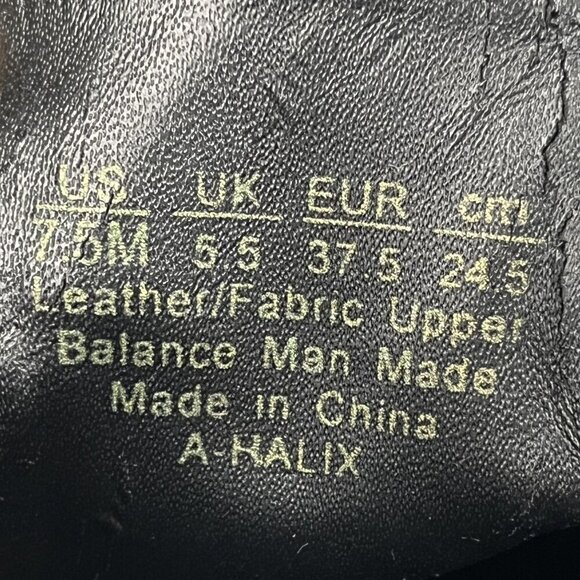 US UK EUR cm
7.5M 5.5 37.5 24.5
Leather/Fabric Upper
Balance Man Made
Made in China
A-HALIX